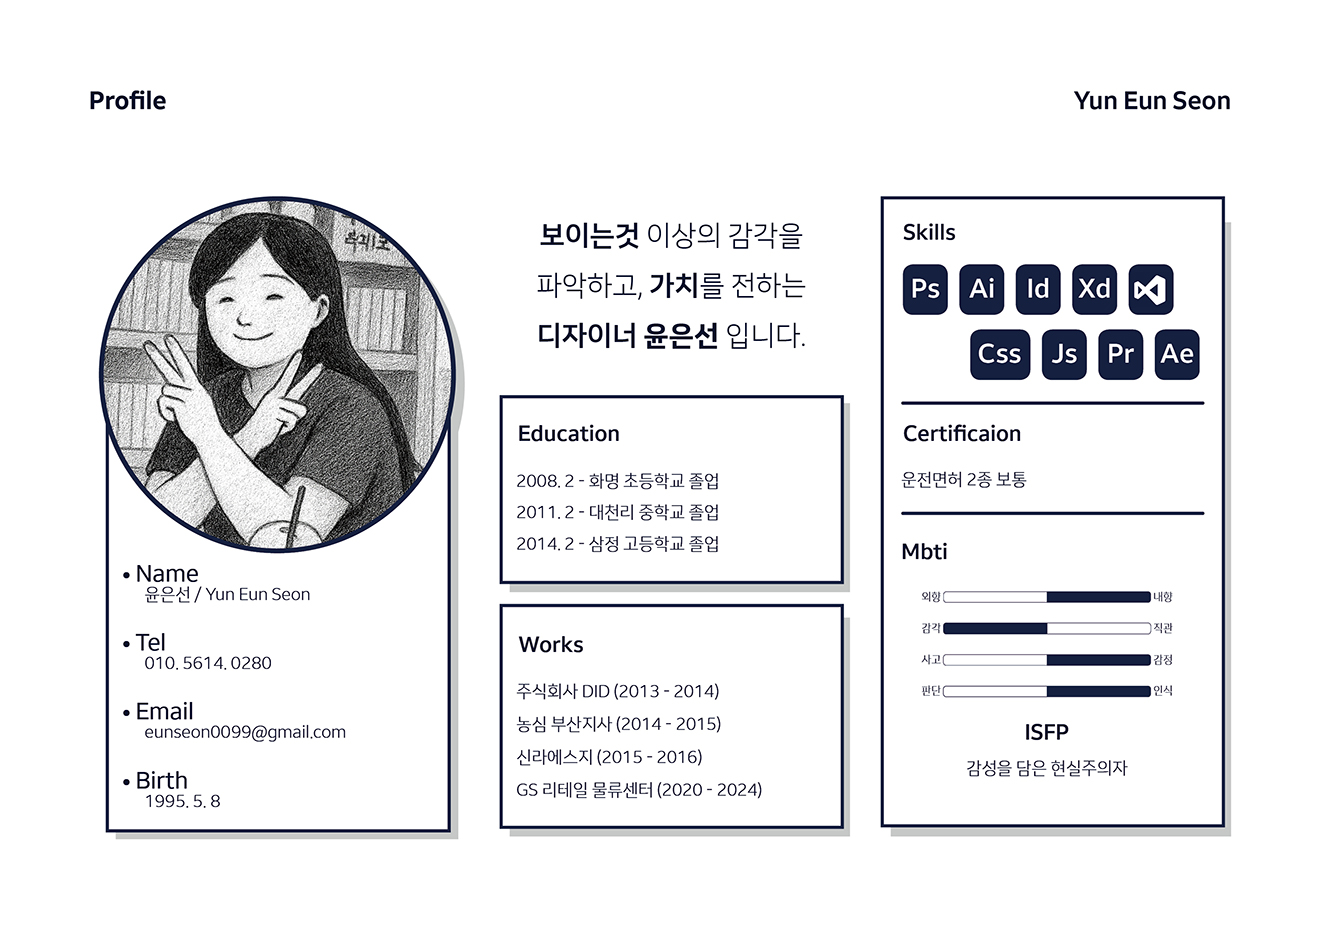 Profile
Yun Eun Seon
• Name
윤은선 / Yun Eun Seon
• Tel
010. 5614. 0280
• Email
eunseon0099@gmail.com
• Birth
1995. 5. 8
보이는것 이상의 감각을
파악하고, 가치를 전하는
디자이너 윤은선 입니다.
Education
2008. 2 - 화명 초등학교 졸업
2011. 2 - 대천리 중학교 졸업
2014. 2 - 삼정 고등학교 졸업
Works
주식회사 DID (2013 - 2014)
농심 부산지사 (2014 - 2015)
신라에스지 (2015 - 2016)
GS 리테일 물류센터 (2020 - 2024)
Skills
Ps Ai Id Xd
Css Js Pr Ae
Certificaion
운전면허 2종 보통
Mbti
외향 내향
감각 직관
사고 감정
판단 인식
ISFP
감성을 담은 현실주의자